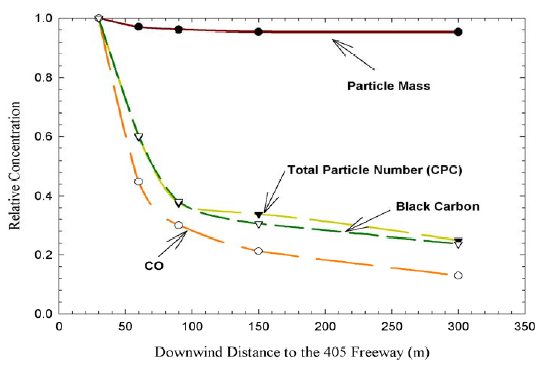 1.0
0.8
0.6
0.4
0.2
0.0
Relative Concentration
Particle Mass
Total Particle Number (CPC)
Black Carbon
CO
0 50 100 150 200 250 300 350
Downwind Distance to the 405 Freeway (m)